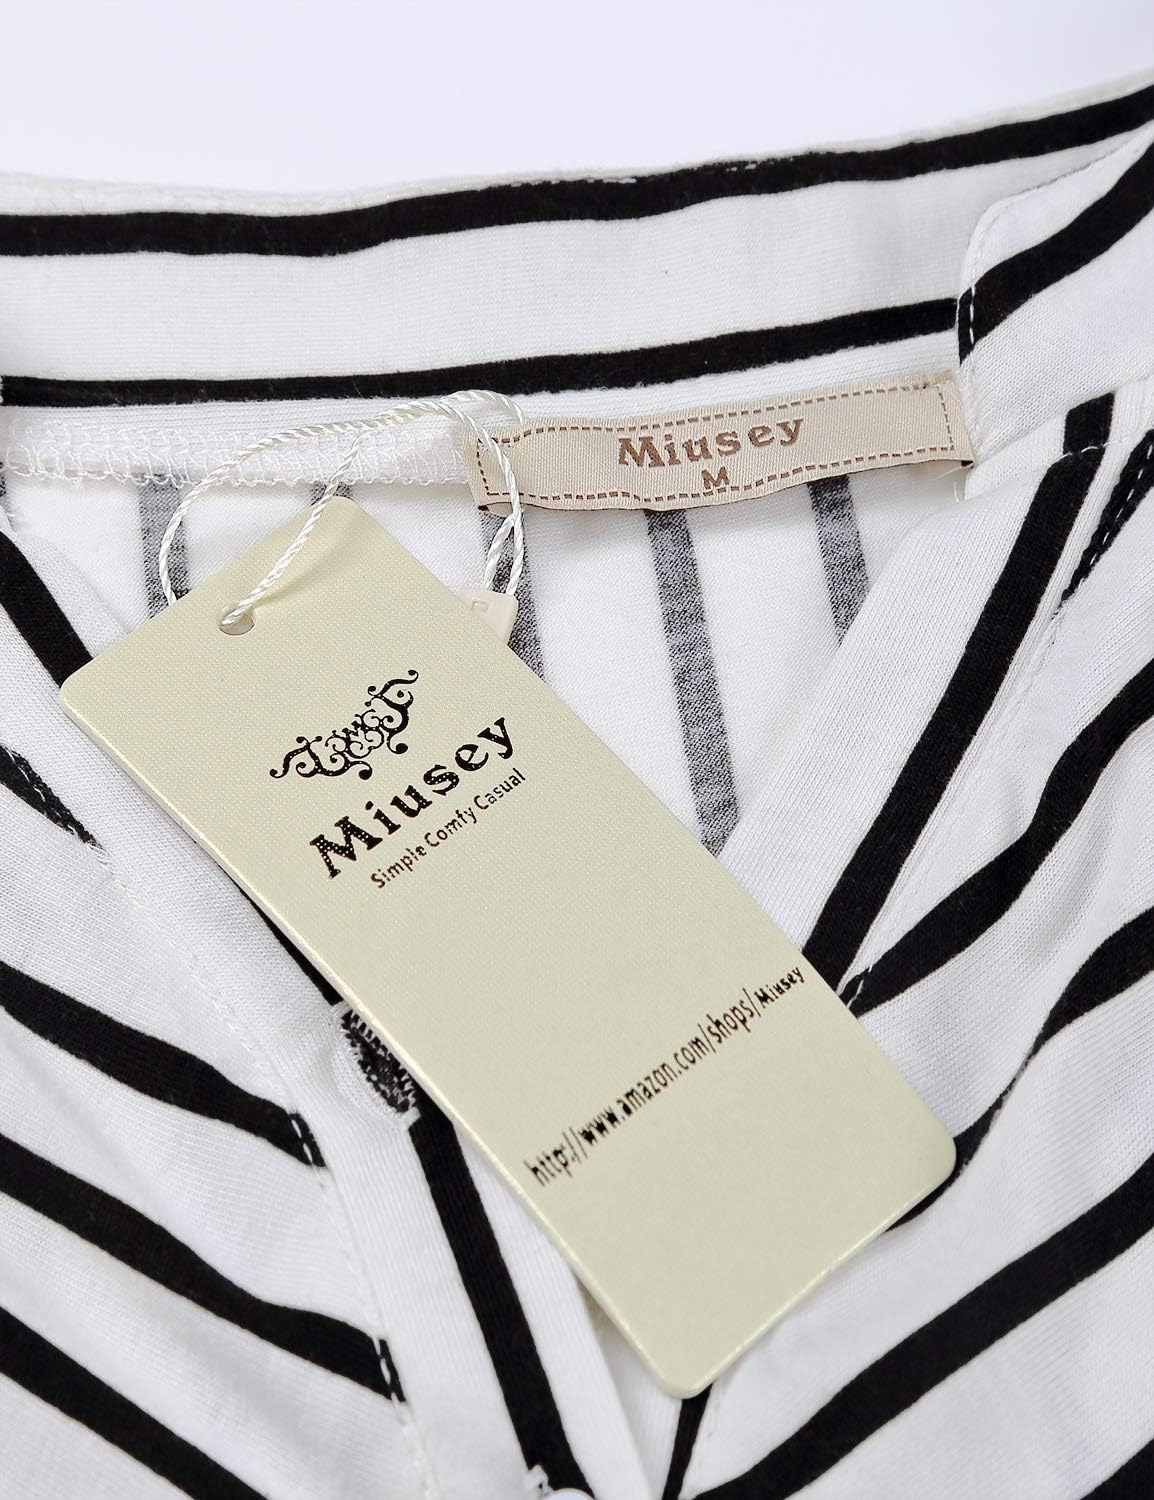 Miusey
M
Miusey
Simple Comfy Casual
http://www.amazon.com/shops/Miusey